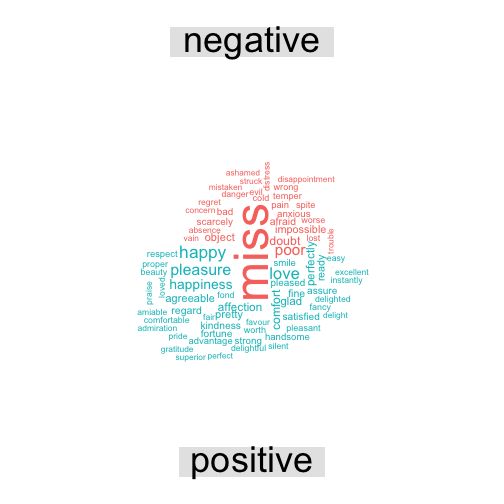 negative
distress
ashamed
struck
disappointment
mistaken
danger
evil
wrong
cold
temper
regret
pain
spite
concern
bad
anxious
scarcely
afraid
worse
absence
impossible
trouble
vain
object
miss
doubt
lost
poor
respect
happy
perfectly
easy
proper
smile
ready
beauty
pleasure
love
excellent
loved
happiness
pleased
instantly
praise
agreeable
fond
comfort
fine
assure
glad
delighted
amiable
regard
affection
fancy
comfortable
fair
pretty
satisfied
delight
admiration
kindness
favour
pleasant
pride
fortune
worth
handsome
advantage
strong
gratitude
delightful
silent
superior
perfect
positive